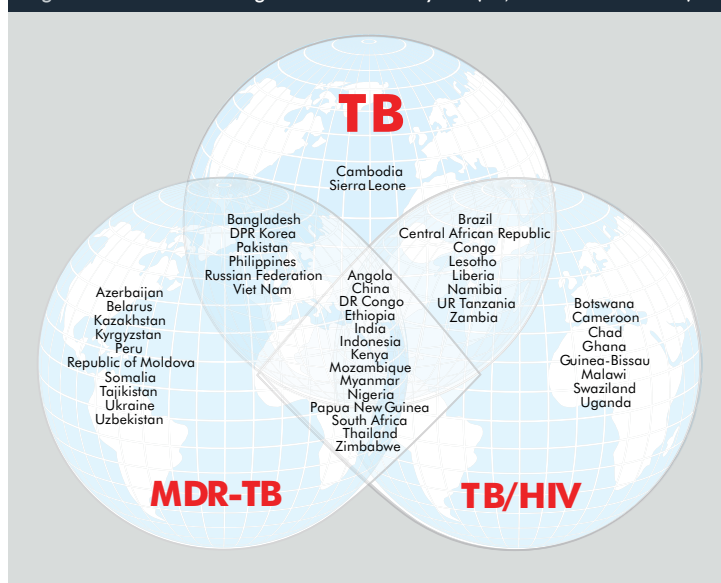 TB
Cambodia
Sierra Leone
Bangladesh
DPR Korea
Pakistan
Philippines
Russian Federation
Viet Nam
Brazil
Central African Republic
Congo
Lesotho
Liberia
Namibia
UR Tanzania
Zambia
Azerbaijan
Belarus
Kazakhstan
Kyrgyzstan
Peru
Republic of Moldova
Somalia
Tajikistan
Ukraine
Uzbekistan
Angola
China
DR Congo
Ethiopia
India
Indonesia
Kenya
Mozambique
Myanmar
Nigeria
Papua New Guinea
South Africa
Thailand
Zimbabwe
Botswana
Cameroon
Chad
Ghana
Guinea-Bissau
Malawi
Swaziland
Uganda
MDR-TB
TB/HIV